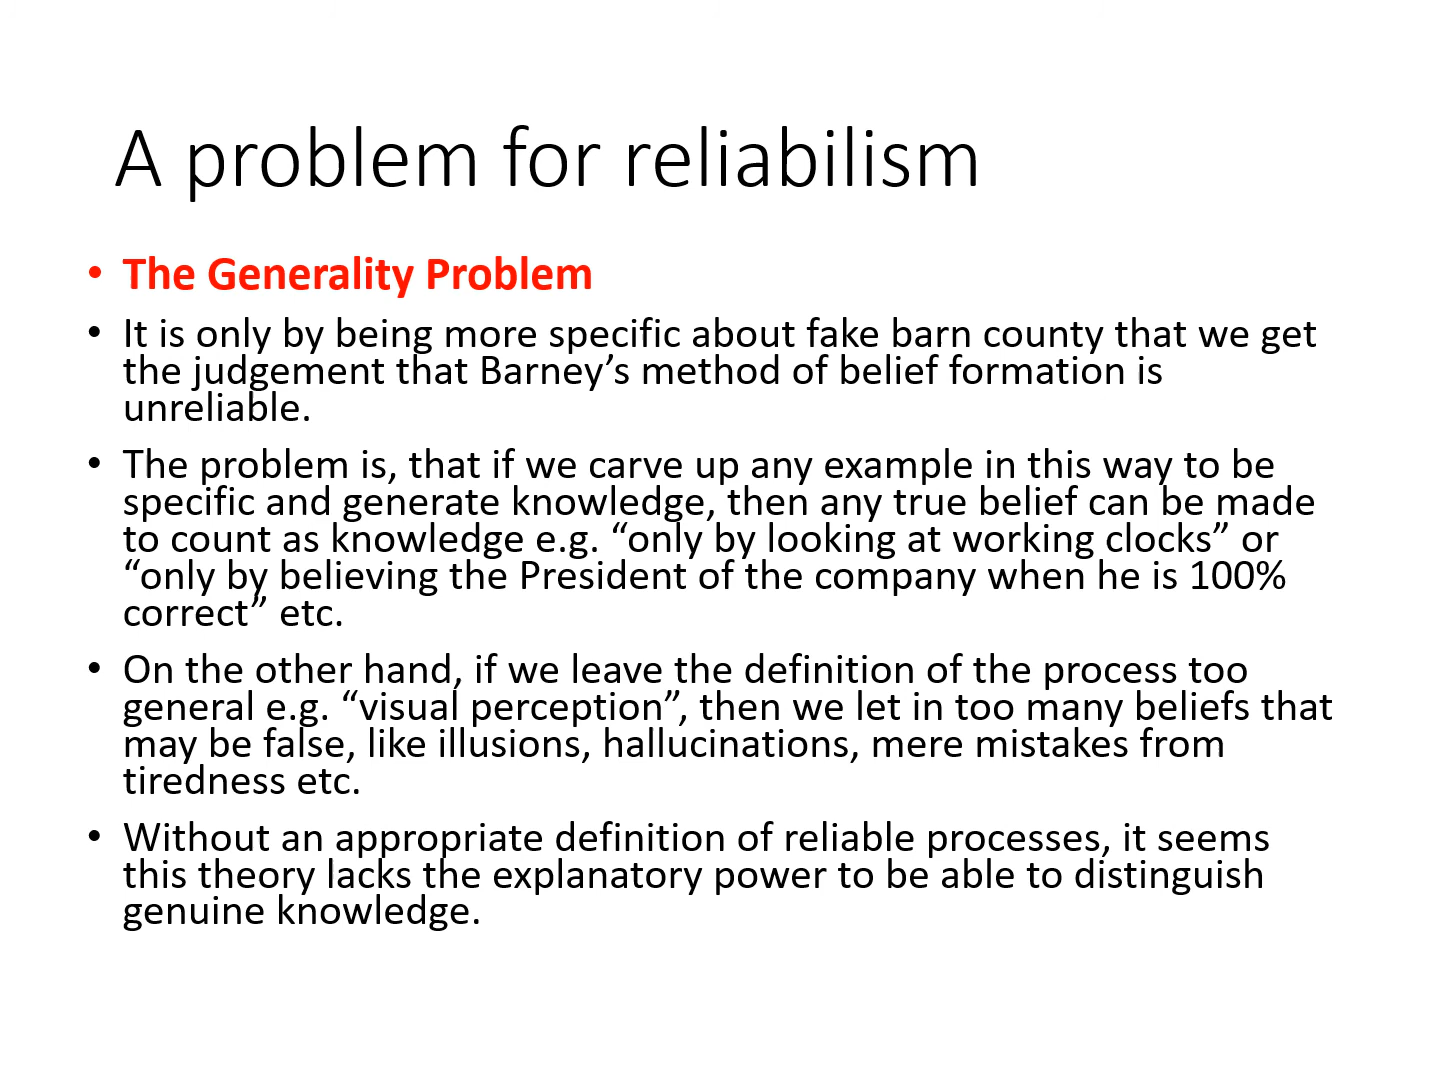 A problem for reliabilism
• The Generality Problem
• It is only by being more specific about fake barn county that we get
the judgement that Barney’s method of belief formation is
unreliable.
• The problem is, that if we carve up any example in this way to be
specific and generate knowledge, then any true belief can be made
to count as knowledge e.g. “only by looking at working clocks” or
“only by believing the President of the company when he is 100%
correct” etc.
• On the other hand, if we leave the definition of the process too
general e.g. “visual perception”, then we let in too many beliefs that
may be false, like illusions, hallucinations, mere mistakes from
tiredness etc.
• Without an appropriate definition of reliable processes, it seems
this theory lacks the explanatory power to be able to distinguish
genuine knowledge.